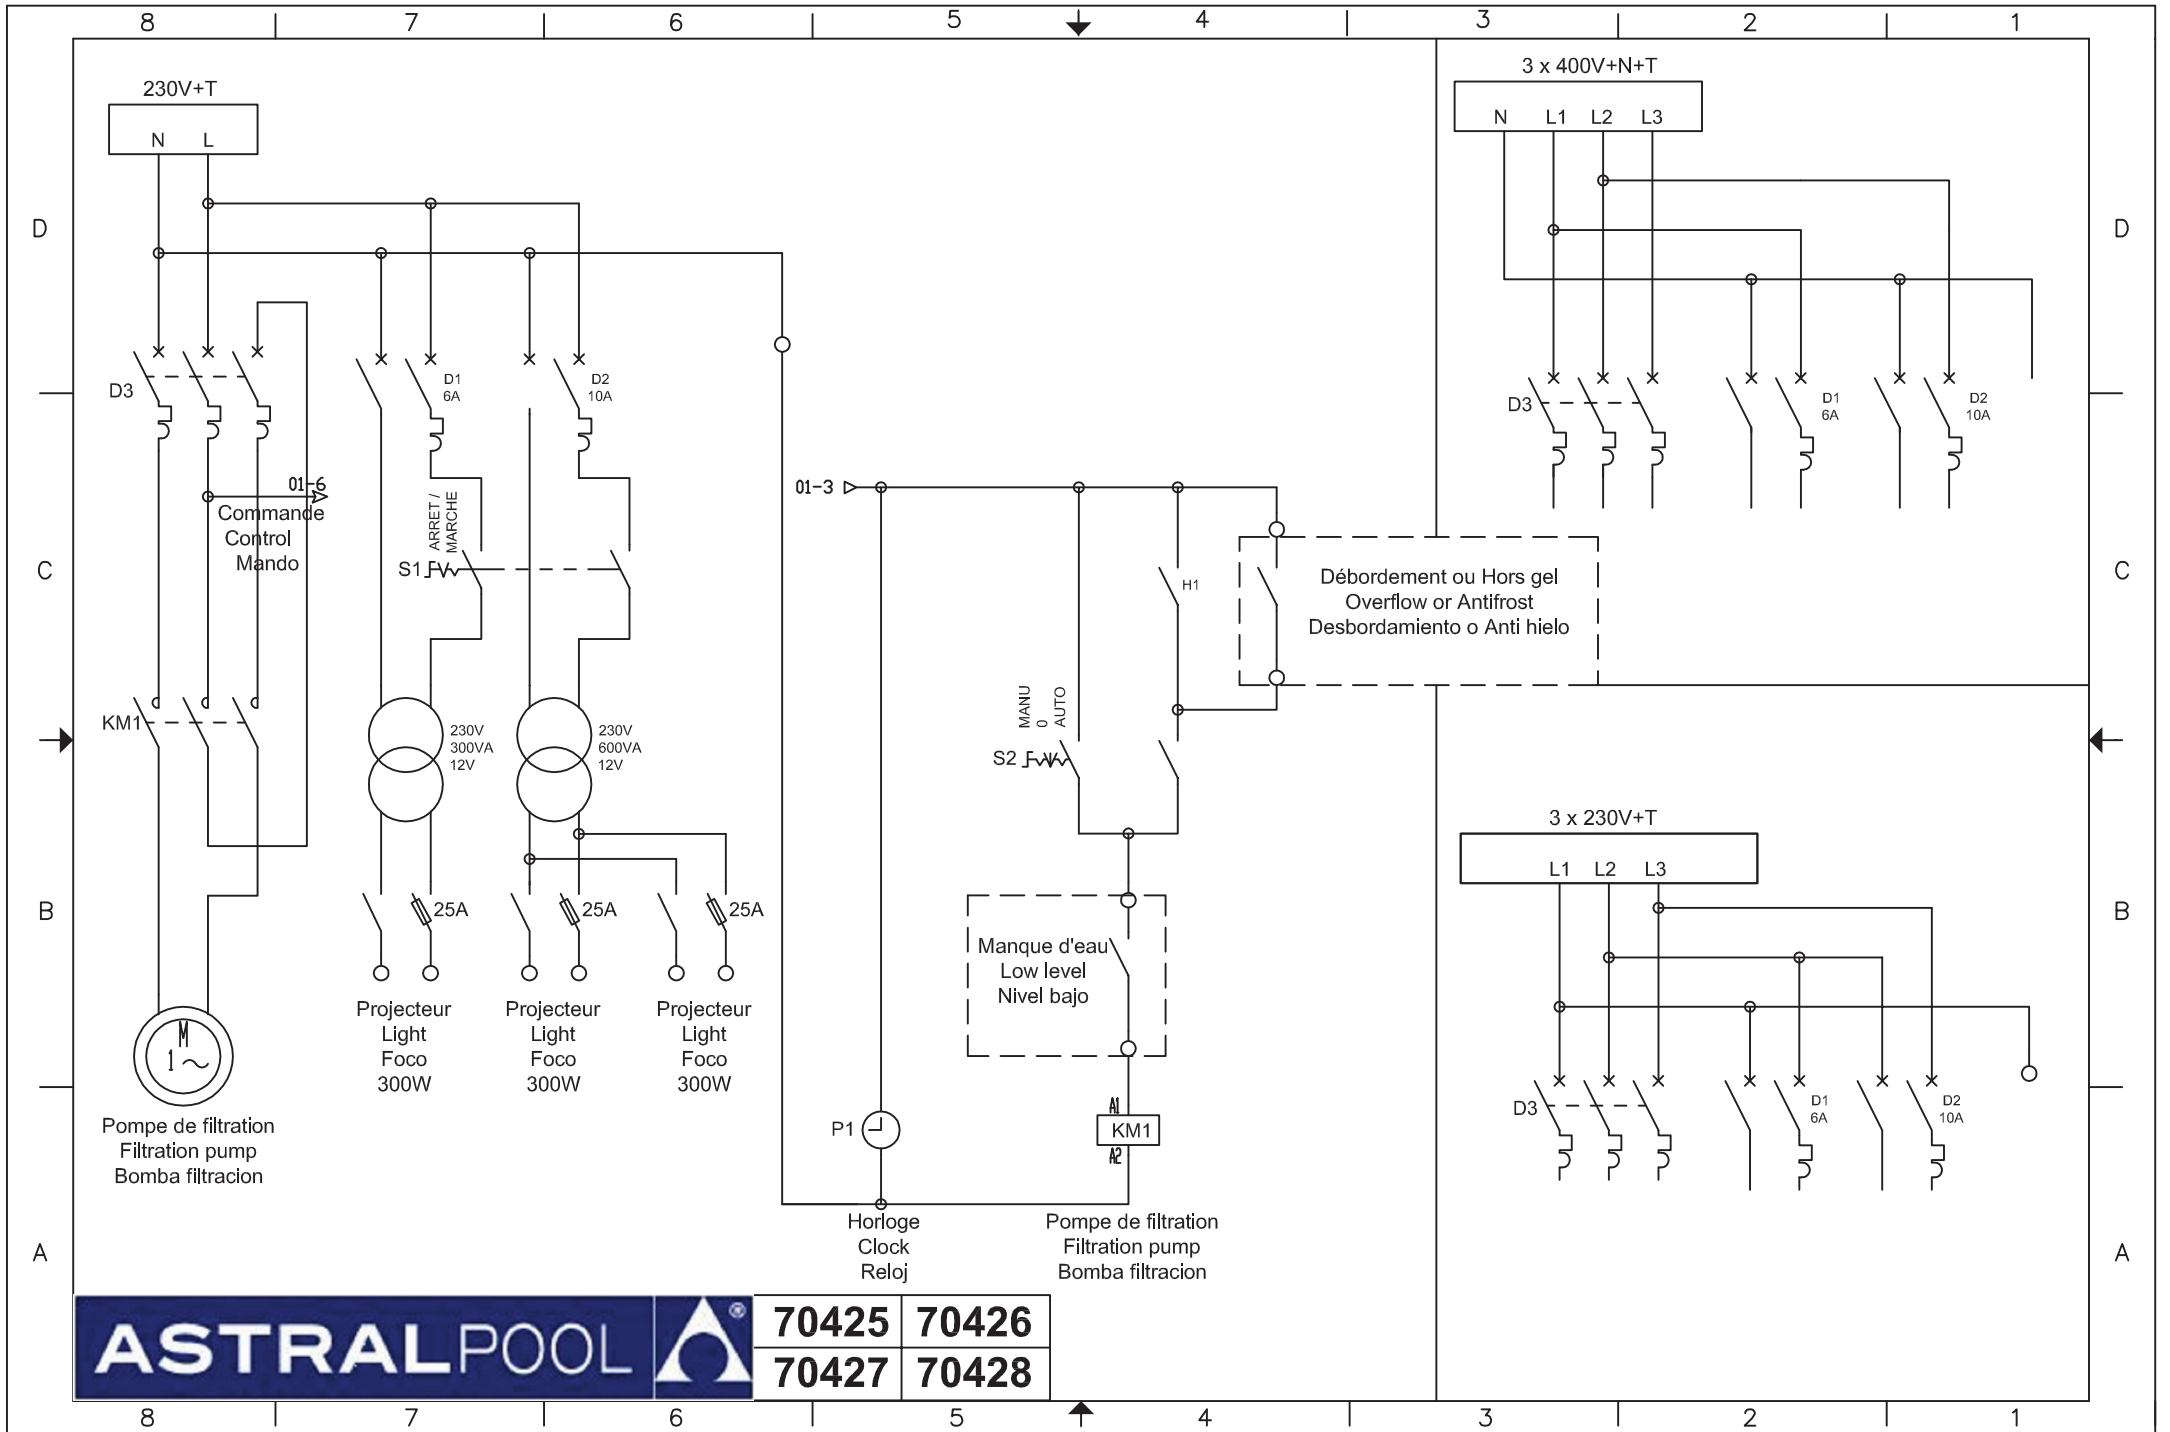 8 7 6 5 4 3 2 1
D
C
B
A
230V+T
N L
D3
01-6
Commande
Control
Mando
KM1
M
1~
Pompe de filtration
Filtration pump
Bomba filtracion
D1
6A
D2
10A
ARRET /
MARCHE
S1
230V
300VA
12V
230V
600VA
12V
25A
25A
25A
Projecteur
Light
Foco
300W
Projecteur
Light
Foco
300W
Projecteur
Light
Foco
300W
01-3
H1
Débordement ou Hors gel
Overflow or Antifrost
Desbordamiento o Anti hielo
MANU
0
AUTO
S2
Manque d'eau
Low level
Nivel bajo
P1
A1
KM1
A2
Horloge
Clock
Reloj
Pompe de filtration
Filtration pump
Bomba filtracion
3 x 400V+N+T
N L1 L2 L3
D3
D1
6A
D2
10A
3 x 230V+T
L1 L2 L3
D3
D1
6A
D2
10A
D
C
B
A
ASTRALPOOL ®
70425 70426
70427 70428
8 7 6 5 4 3 2 1